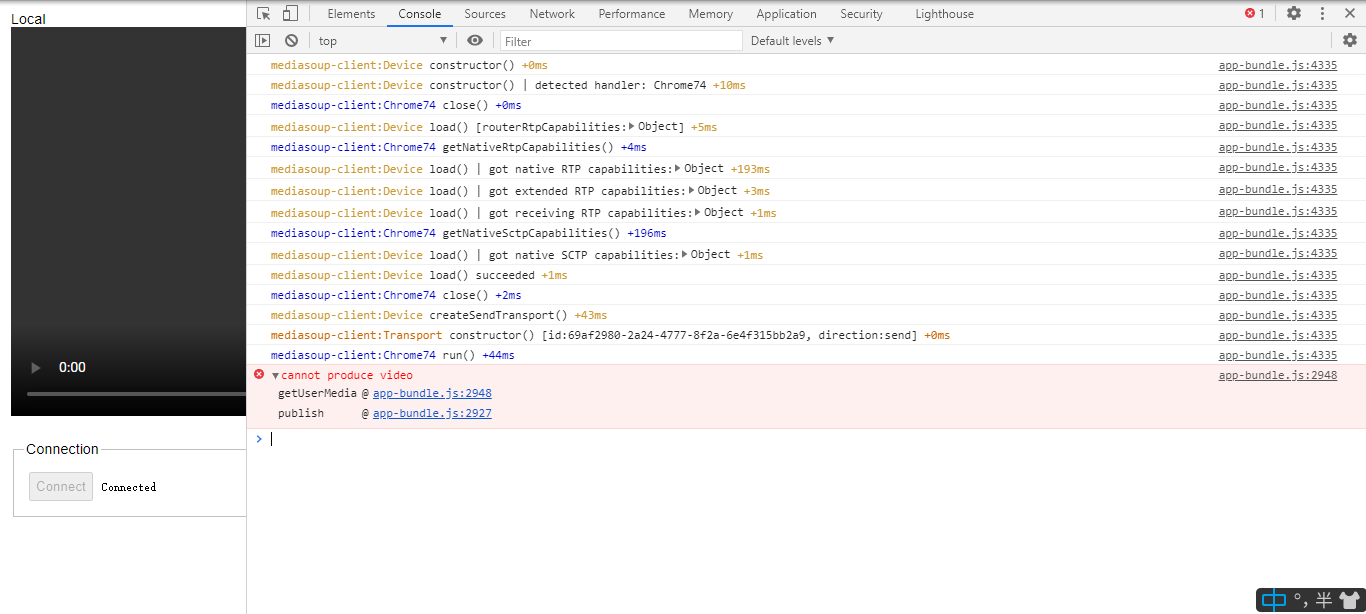 Local
0:00
Connection
Connect Connected
Elements Console Sources Network Performance Memory Application Security Lighthouse 1
top Filter Default levels
mediasoup-client:Device constructor() +0ms app-bundle.js:4335
mediasoup-client:Device constructor() | detected handler: Chrome74 +10ms app-bundle.js:4335
mediasoup-client:Chrome74 close() +0ms app-bundle.js:4335
mediasoup-client:Device load() [routerRtpCapabilities:▶Object] +5ms app-bundle.js:4335
mediasoup-client:Chrome74 getNativeRtpCapabilities() +4ms app-bundle.js:4335
mediasoup-client:Device load() | got native RTP capabilities:▶Object +193ms app-bundle.js:4335
mediasoup-client:Device load() | got extended RTP capabilities:▶Object +3ms app-bundle.js:4335
mediasoup-client:Device load() | got receiving RTP capabilities:▶Object +1ms app-bundle.js:4335
mediasoup-client:Chrome74 getNativeSctpCapabilities() +196ms app-bundle.js:4335
mediasoup-client:Device load() | got native SCTP capabilities:▶Object +1ms app-bundle.js:4335
mediasoup-client:Device load() succeeded +1ms app-bundle.js:4335
mediasoup-client:Chrome74 close() +2ms app-bundle.js:4335
mediasoup-client:Device createSendTransport() +43ms app-bundle.js:4335
mediasoup-client:Transport constructor() [id:69af2980-2a24-4777-8f2a-6e4f315bb2a9, direction:send] +0ms app-bundle.js:4335
mediasoup-client:Chrome74 run() +44ms app-bundle.js:4335
▼cannot produce video app-bundle.js:2948
getUserMedia @ app-bundle.js:2948
publish @ app-bundle.js:2927
>
中 °, 半